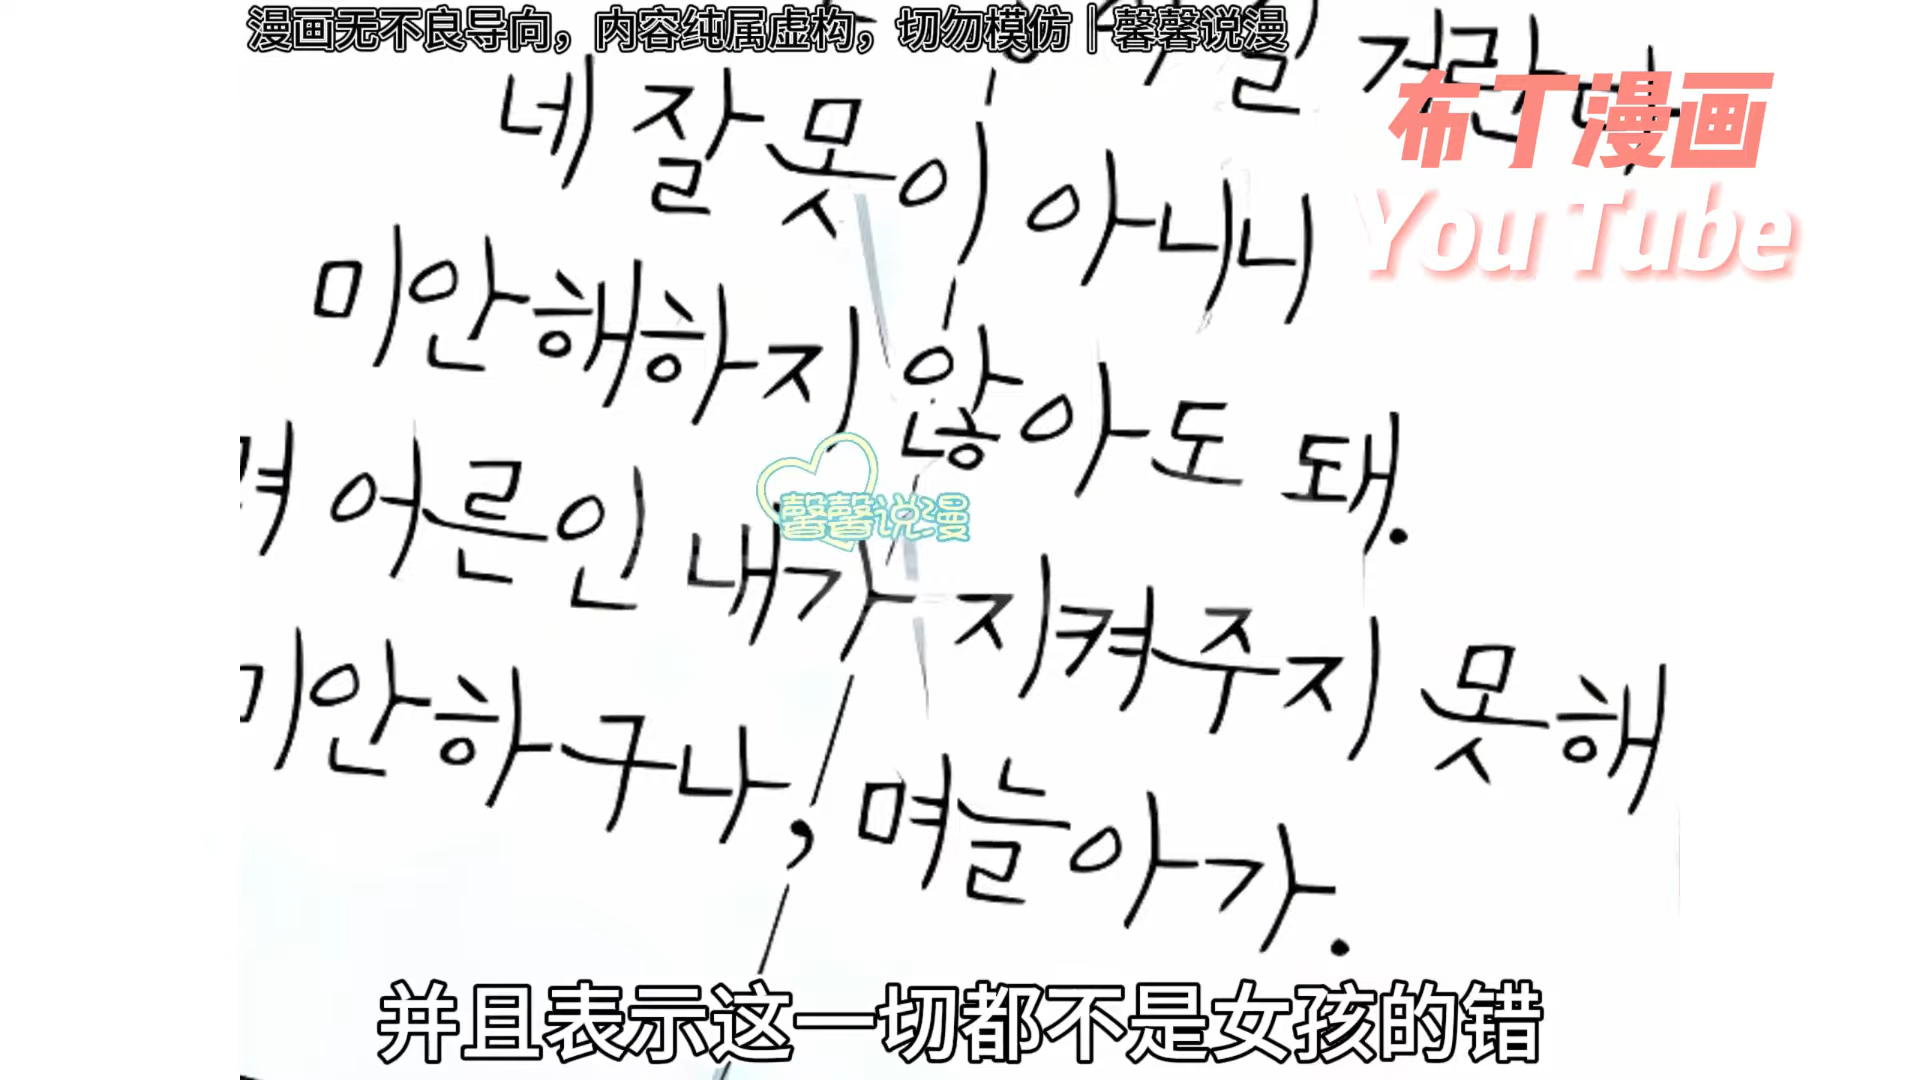 漫画无不良导向，内容纯属虚构，切勿模仿｜馨馨说漫
布丁漫画
YouTube
네 잘못이 아니니
미안해하지 않아도 돼.
어른인 내가 지켜주지 못해
미안하구나, 며늘아가.
馨馨说漫
并且表示这一切都不是女孩的错